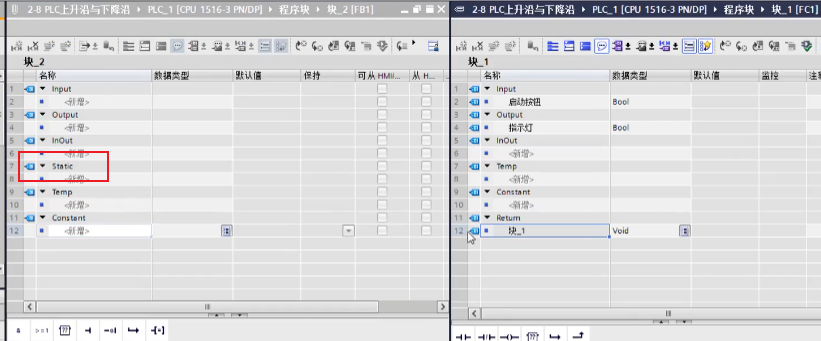 2-8 PLC上升沿与下降沿 ▸ PLC_1 [CPU 1516-3 PN/DP] ▸ 程序块 ▸ 块_2 [FB1]
块_2
名称 数据类型 默认值 保持 可从 HMI/... 从 H...
1 Input
2 <新增>
3 Output
4 <新增>
5 InOut
6 <新增>
7 Static
8 <新增>
9 Temp
10 <新增>
11 Constant
12 <新增>
& >=1 ??
2-8 PLC上升沿与下降沿 ▸ PLC_1 [CPU 1516-3 PN/DP] ▸ 程序块 ▸ 块_1 [FC1]
块_1
名称 数据类型 默认值 监控 注释
1 Input
2 启动按钮 Bool
3 Output
4 指示灯 Bool
5 InOut
6 <新增>
7 Temp
8 <新增>
9 Constant
10 <新增>
11 Return
12 块_1 Void
??